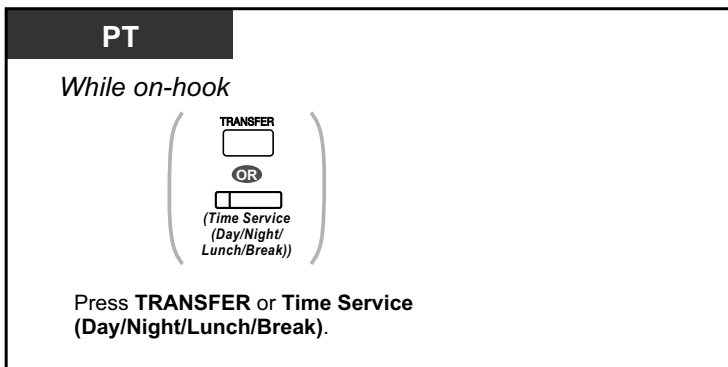 PT
While on-hook
TRANSFER
OR
(Time Service
(Day/Night/
Lunch/Break))
Press TRANSFER or Time Service
(Day/Night/Lunch/Break).